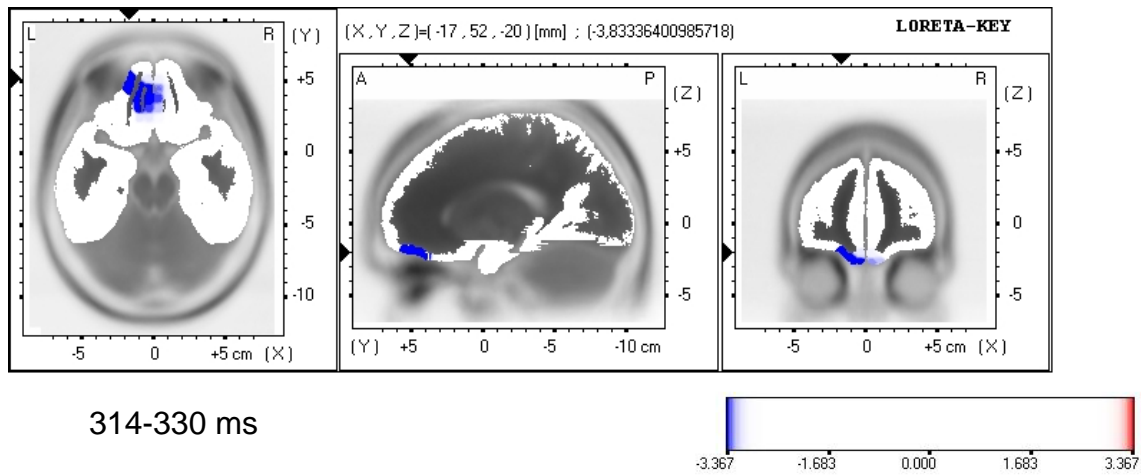 (X, Y, Z)=( -17 , 52 , -20 ) [mm] ; (-3,83336400985718)
LORETA-KEY
L R (Y)
+5
0
-5
-10
-5 0 +5 cm (X)
A P (Z)
+5
0
-5
(Y) +5 0 -5 -10 cm
L R (Z)
+5
0
-5
-5 0 +5 cm (X)
314-330 ms
-3.367 -1.683 0.000 1.683 3.367